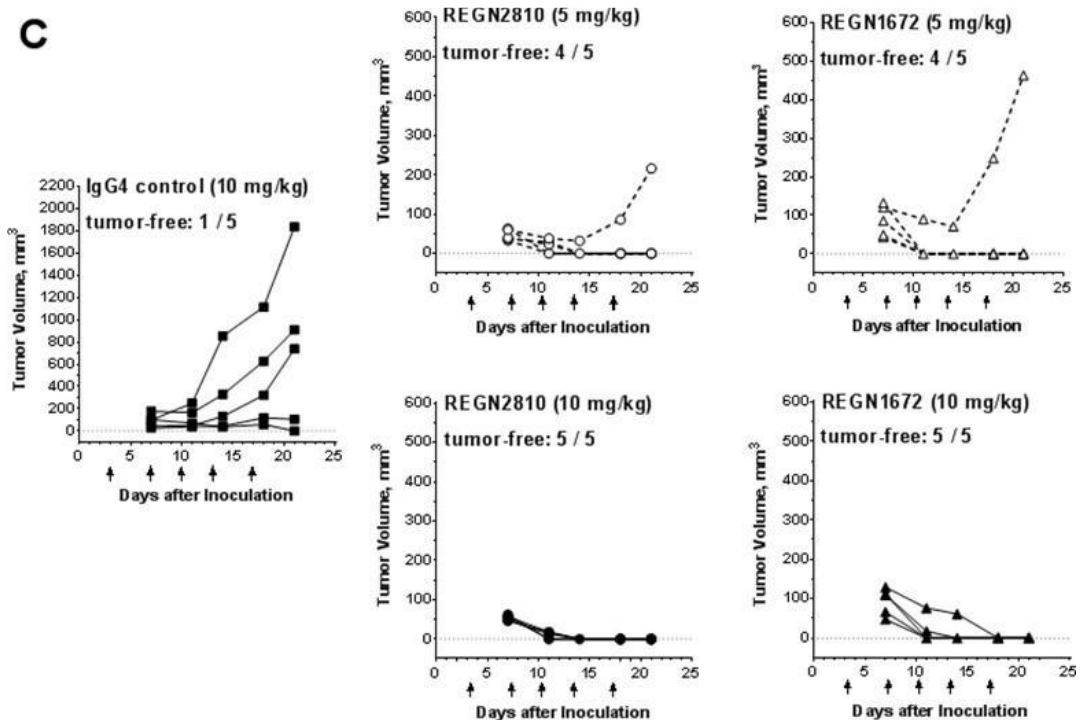 C
IgG4 control (10 mg/kg)
tumor-free: 1 / 5
Tumor Volume, mm³
2200
2000
1800
1600
1400
1200
1000
800
600
400
200
0
0 5 10 15 20 25
Days after Inoculation
REGN2810 (5 mg/kg)
tumor-free: 4 / 5
Tumor Volume, mm³
600
500
400
300
200
100
0
0 5 10 15 20 25
Days after Inoculation
REGN1672 (5 mg/kg)
tumor-free: 4 / 5
Tumor Volume, mm³
600
500
400
300
200
100
0
0 5 10 15 20 25
Days after Inoculation
REGN2810 (10 mg/kg)
tumor-free: 5 / 5
Tumor Volume, mm³
600
500
400
300
200
100
0
0 5 10 15 20 25
Days after Inoculation
REGN1672 (10 mg/kg)
tumor-free: 5 / 5
Tumor Volume, mm³
600
500
400
300
200
100
0
0 5 10 15 20 25
Days after Inoculation